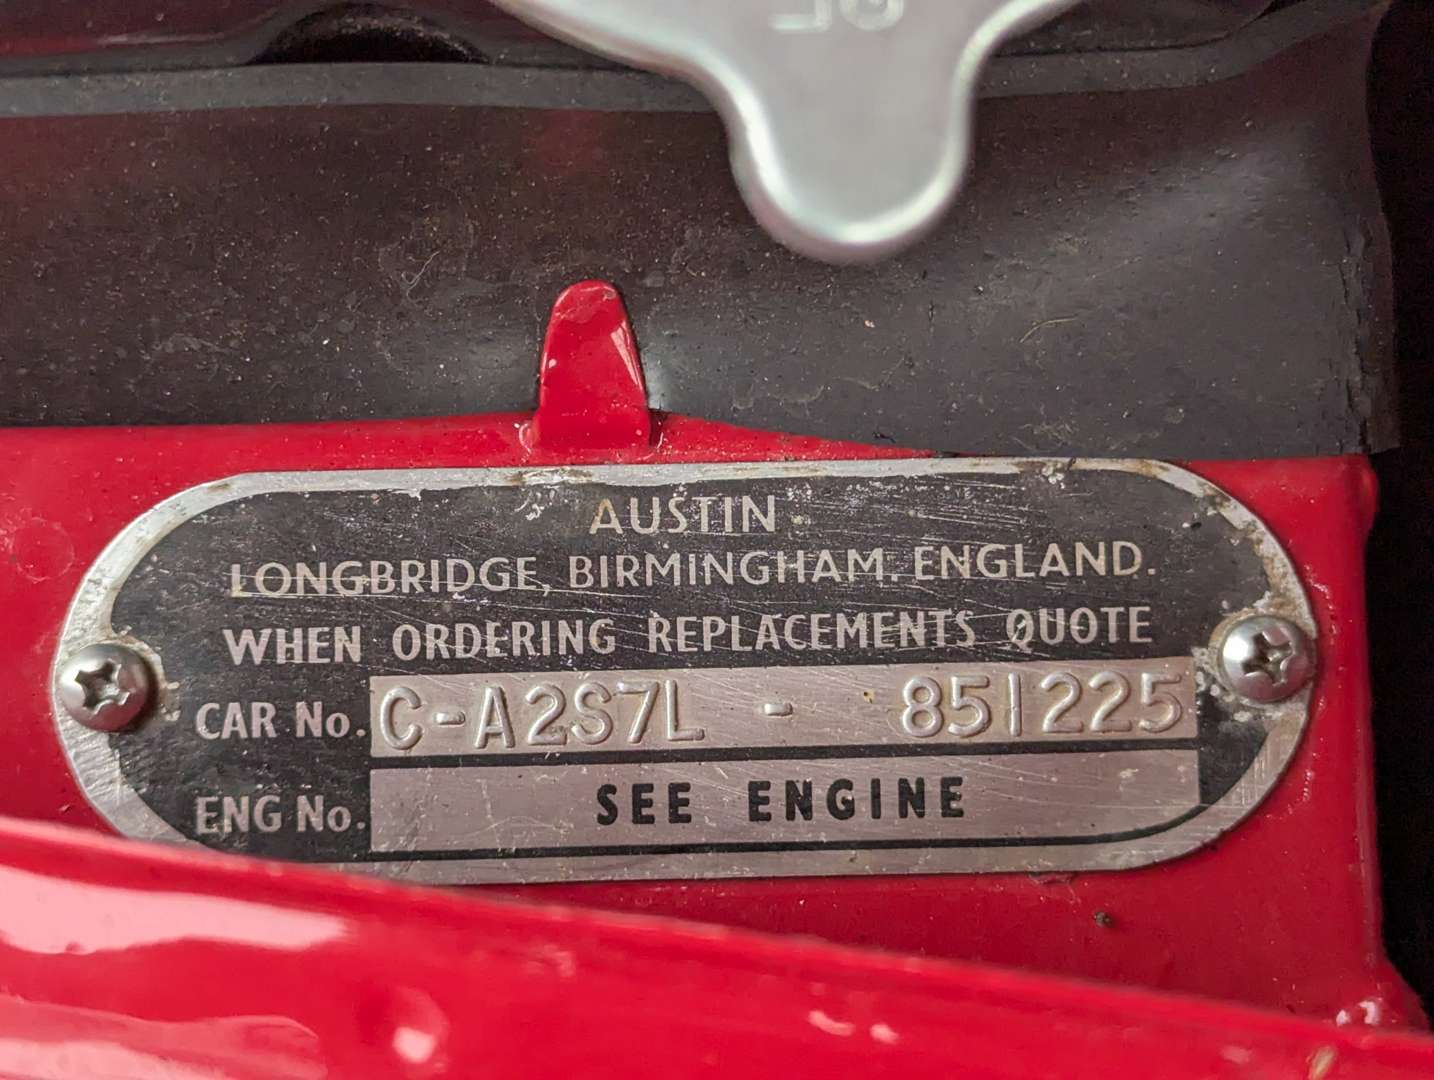 AUSTIN
LONGBRIDGE, BIRMINGHAM. ENGLAND.
WHEN ORDERING REPLACEMENTS QUOTE
CAR No. C-A2S7L - 851225
ENG No. SEE ENGINE